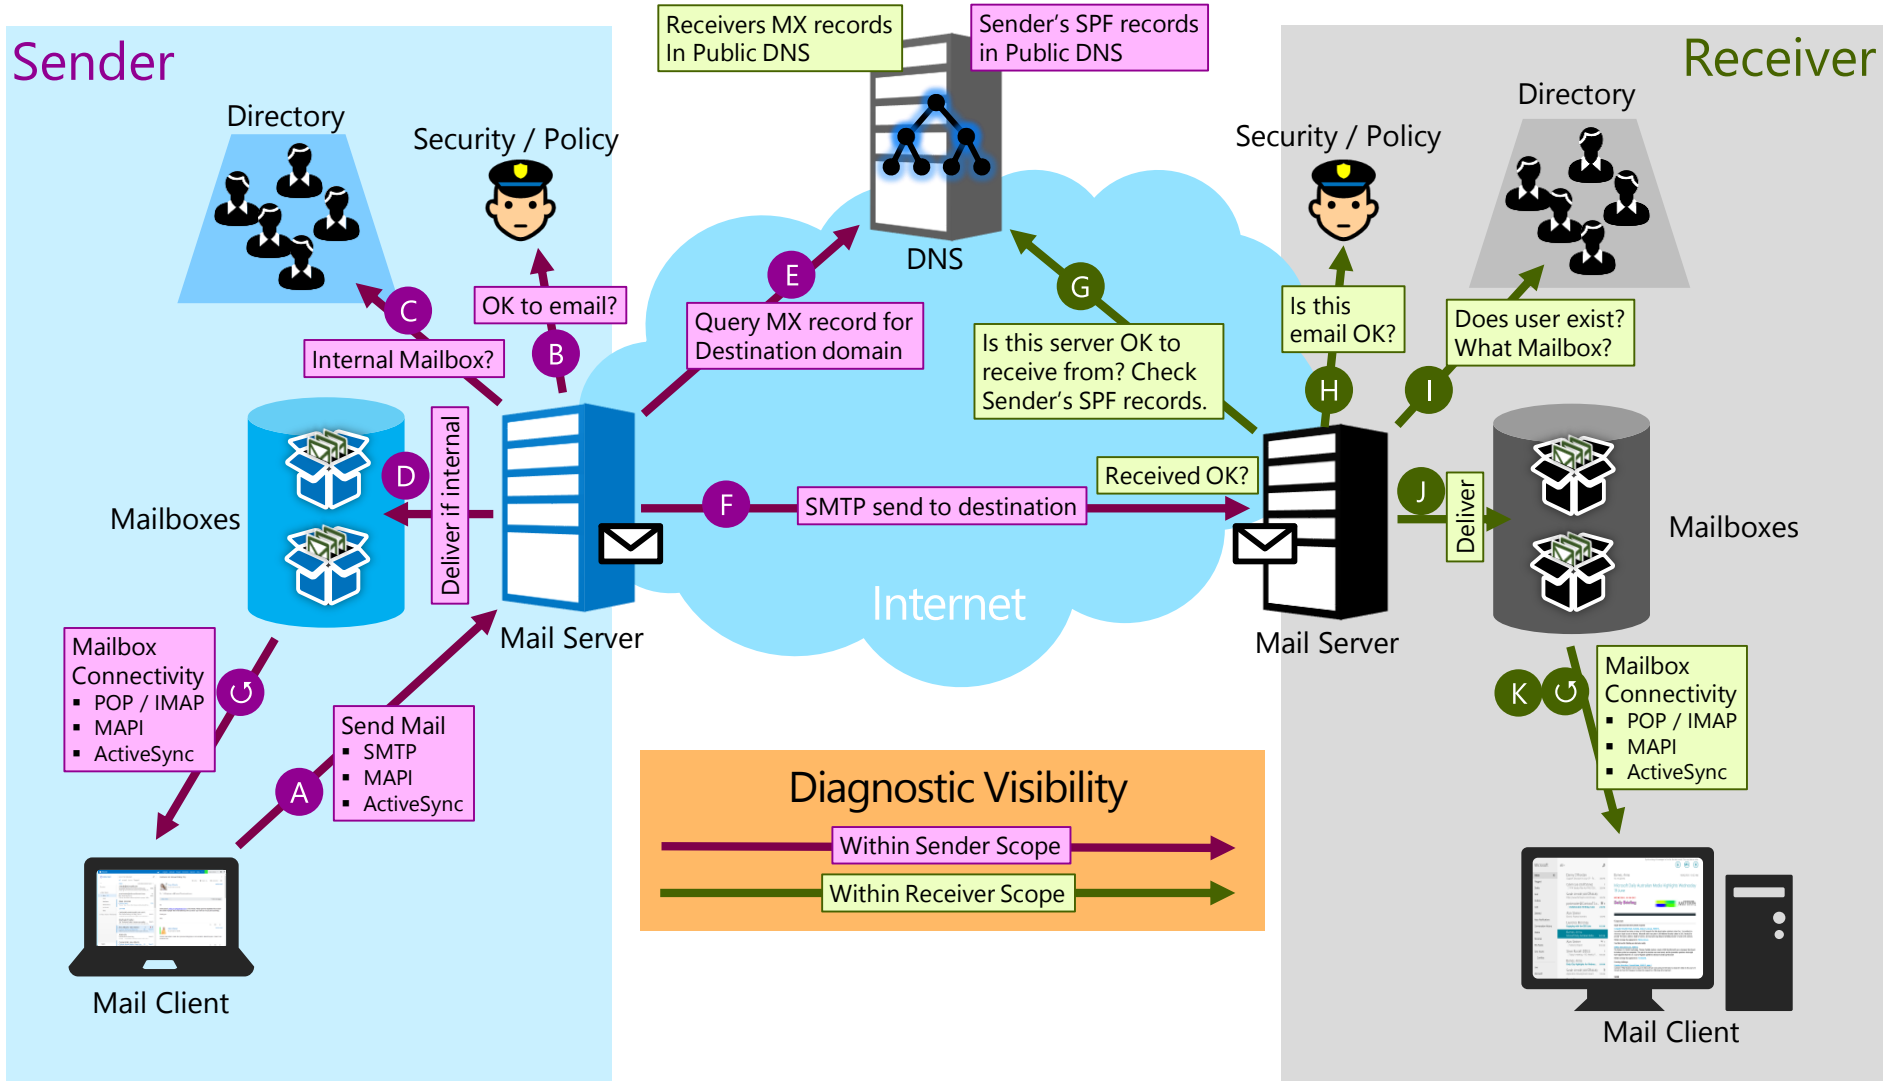 Receivers MX records
In Public DNS
Sender's SPF records
in Public DNS
Sender
Receiver
Directory
Security / Policy
DNS
Security / Policy
Directory
C
B
E
G
H
I
OK to email?
Internal Mailbox?
Query MX record for
Destination domain
Is this server OK to
receive from? Check
Sender's SPF records.
Is this
email OK?
Does user exist?
What Mailbox?
Mailboxes
D
Deliver if internal
Mail Server
F
SMTP send to destination
Received OK?
Internet
Mail Server
J
Deliver
Mailboxes
Mailbox
Connectivity
▪ POP / IMAP
▪ MAPI
▪ ActiveSync
A
Send Mail
▪ SMTP
▪ MAPI
▪ ActiveSync
K
Mailbox
Connectivity
▪ POP / IMAP
▪ MAPI
▪ ActiveSync
Diagnostic Visibility
Within Sender Scope
Within Receiver Scope
Mail Client
Mail Client